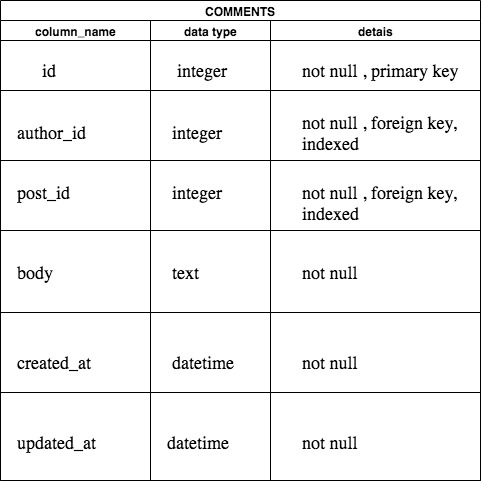 COMMENTS
column_name data type detais
id integer not null , primary key
author_id integer not null , foreign key,
indexed
post_id integer not null , foreign key,
indexed
body text not null
created_at datetime not null
updated_at datetime not null